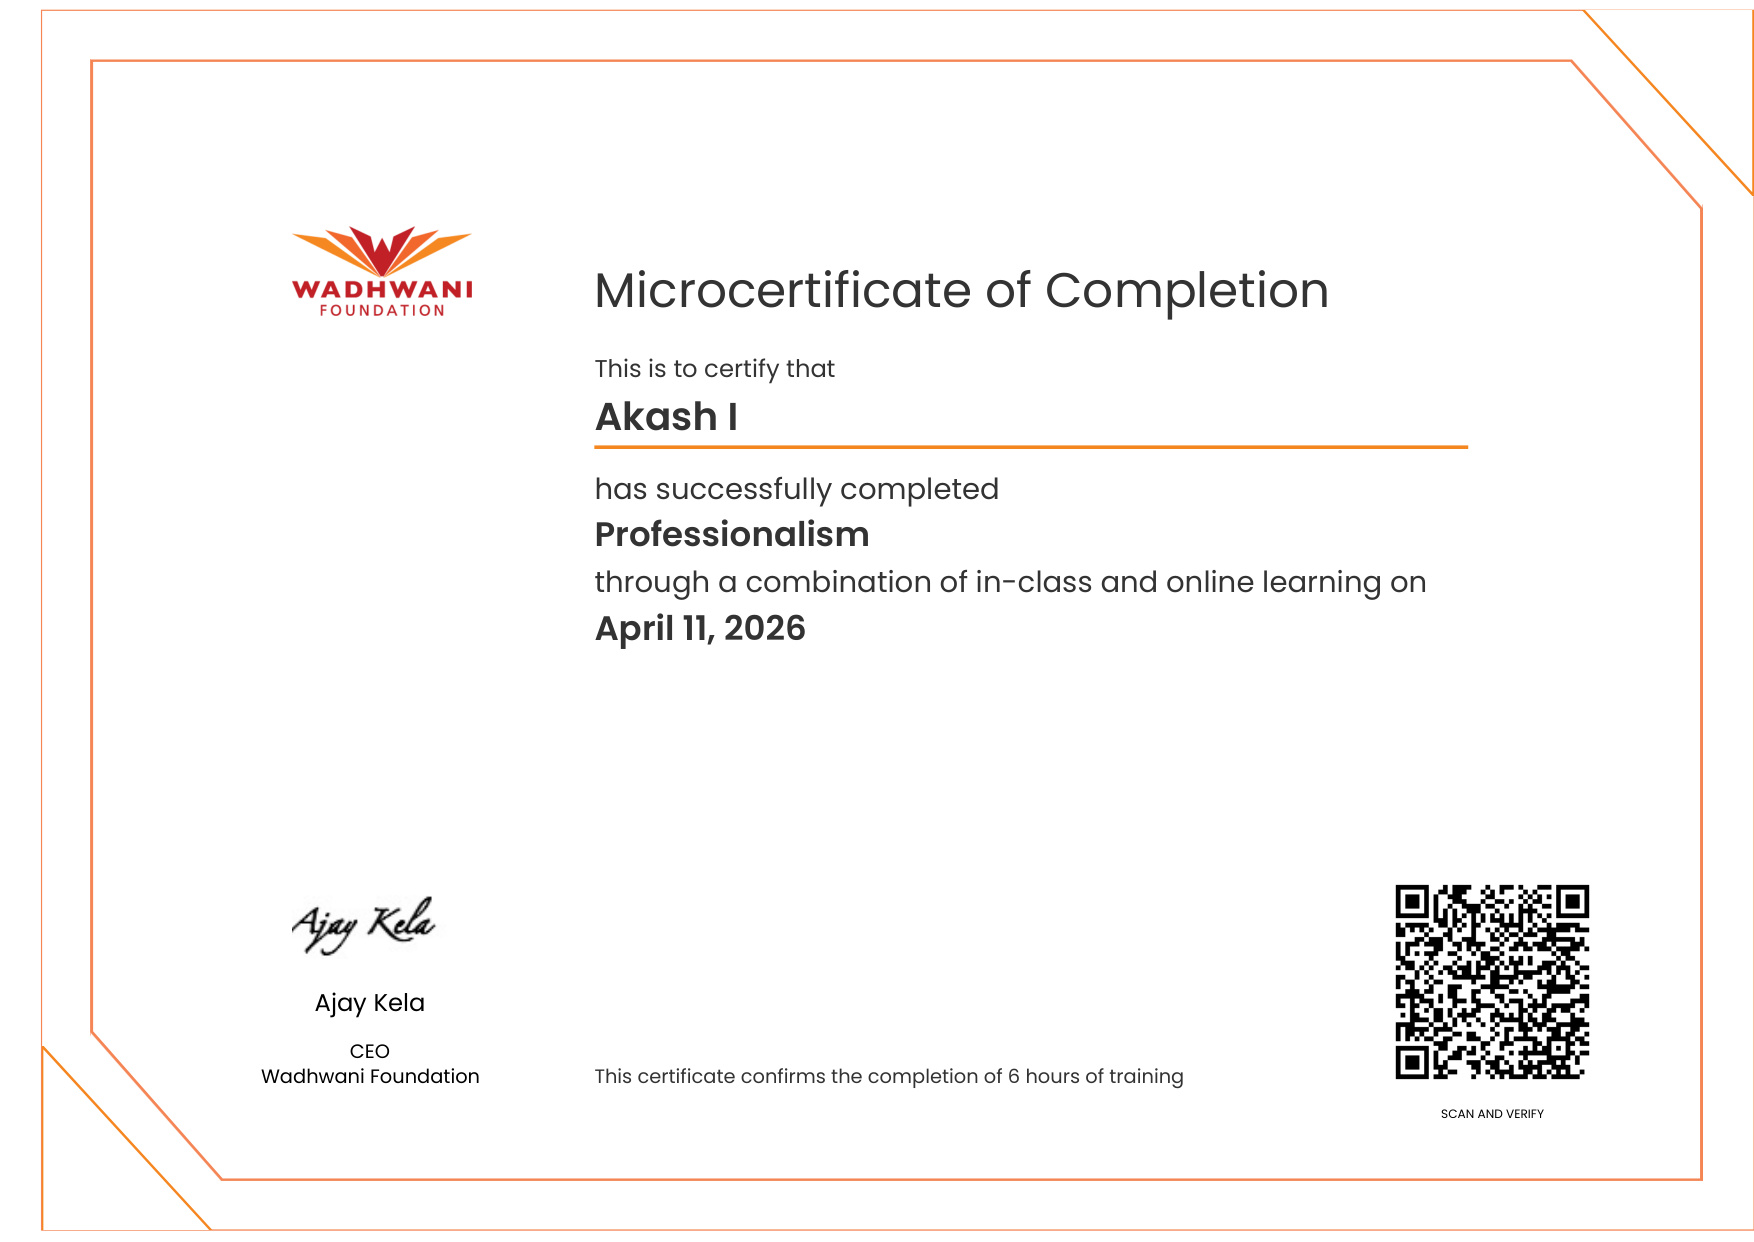 WADHWANI
FOUNDATION
Microcertificate of Completion
This is to certify that
Akash I
has successfully completed
Professionalism
through a combination of in-class and online learning on
April 11, 2026
Ajay Kela
Ajay Kela
CEO
Wadhwani Foundation
This certificate confirms the completion of 6 hours of training
SCAN AND VERIFY